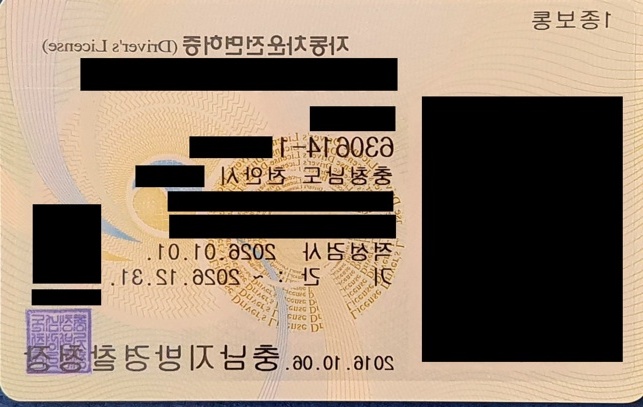 1종보통
자동차운전면허증 (Driver's License)
630614-1
충청남도 천안시
적성검사 2026.01.01.
기 간 : ~ 2026.12.31.
2016.10.06. 충남지방경찰청장